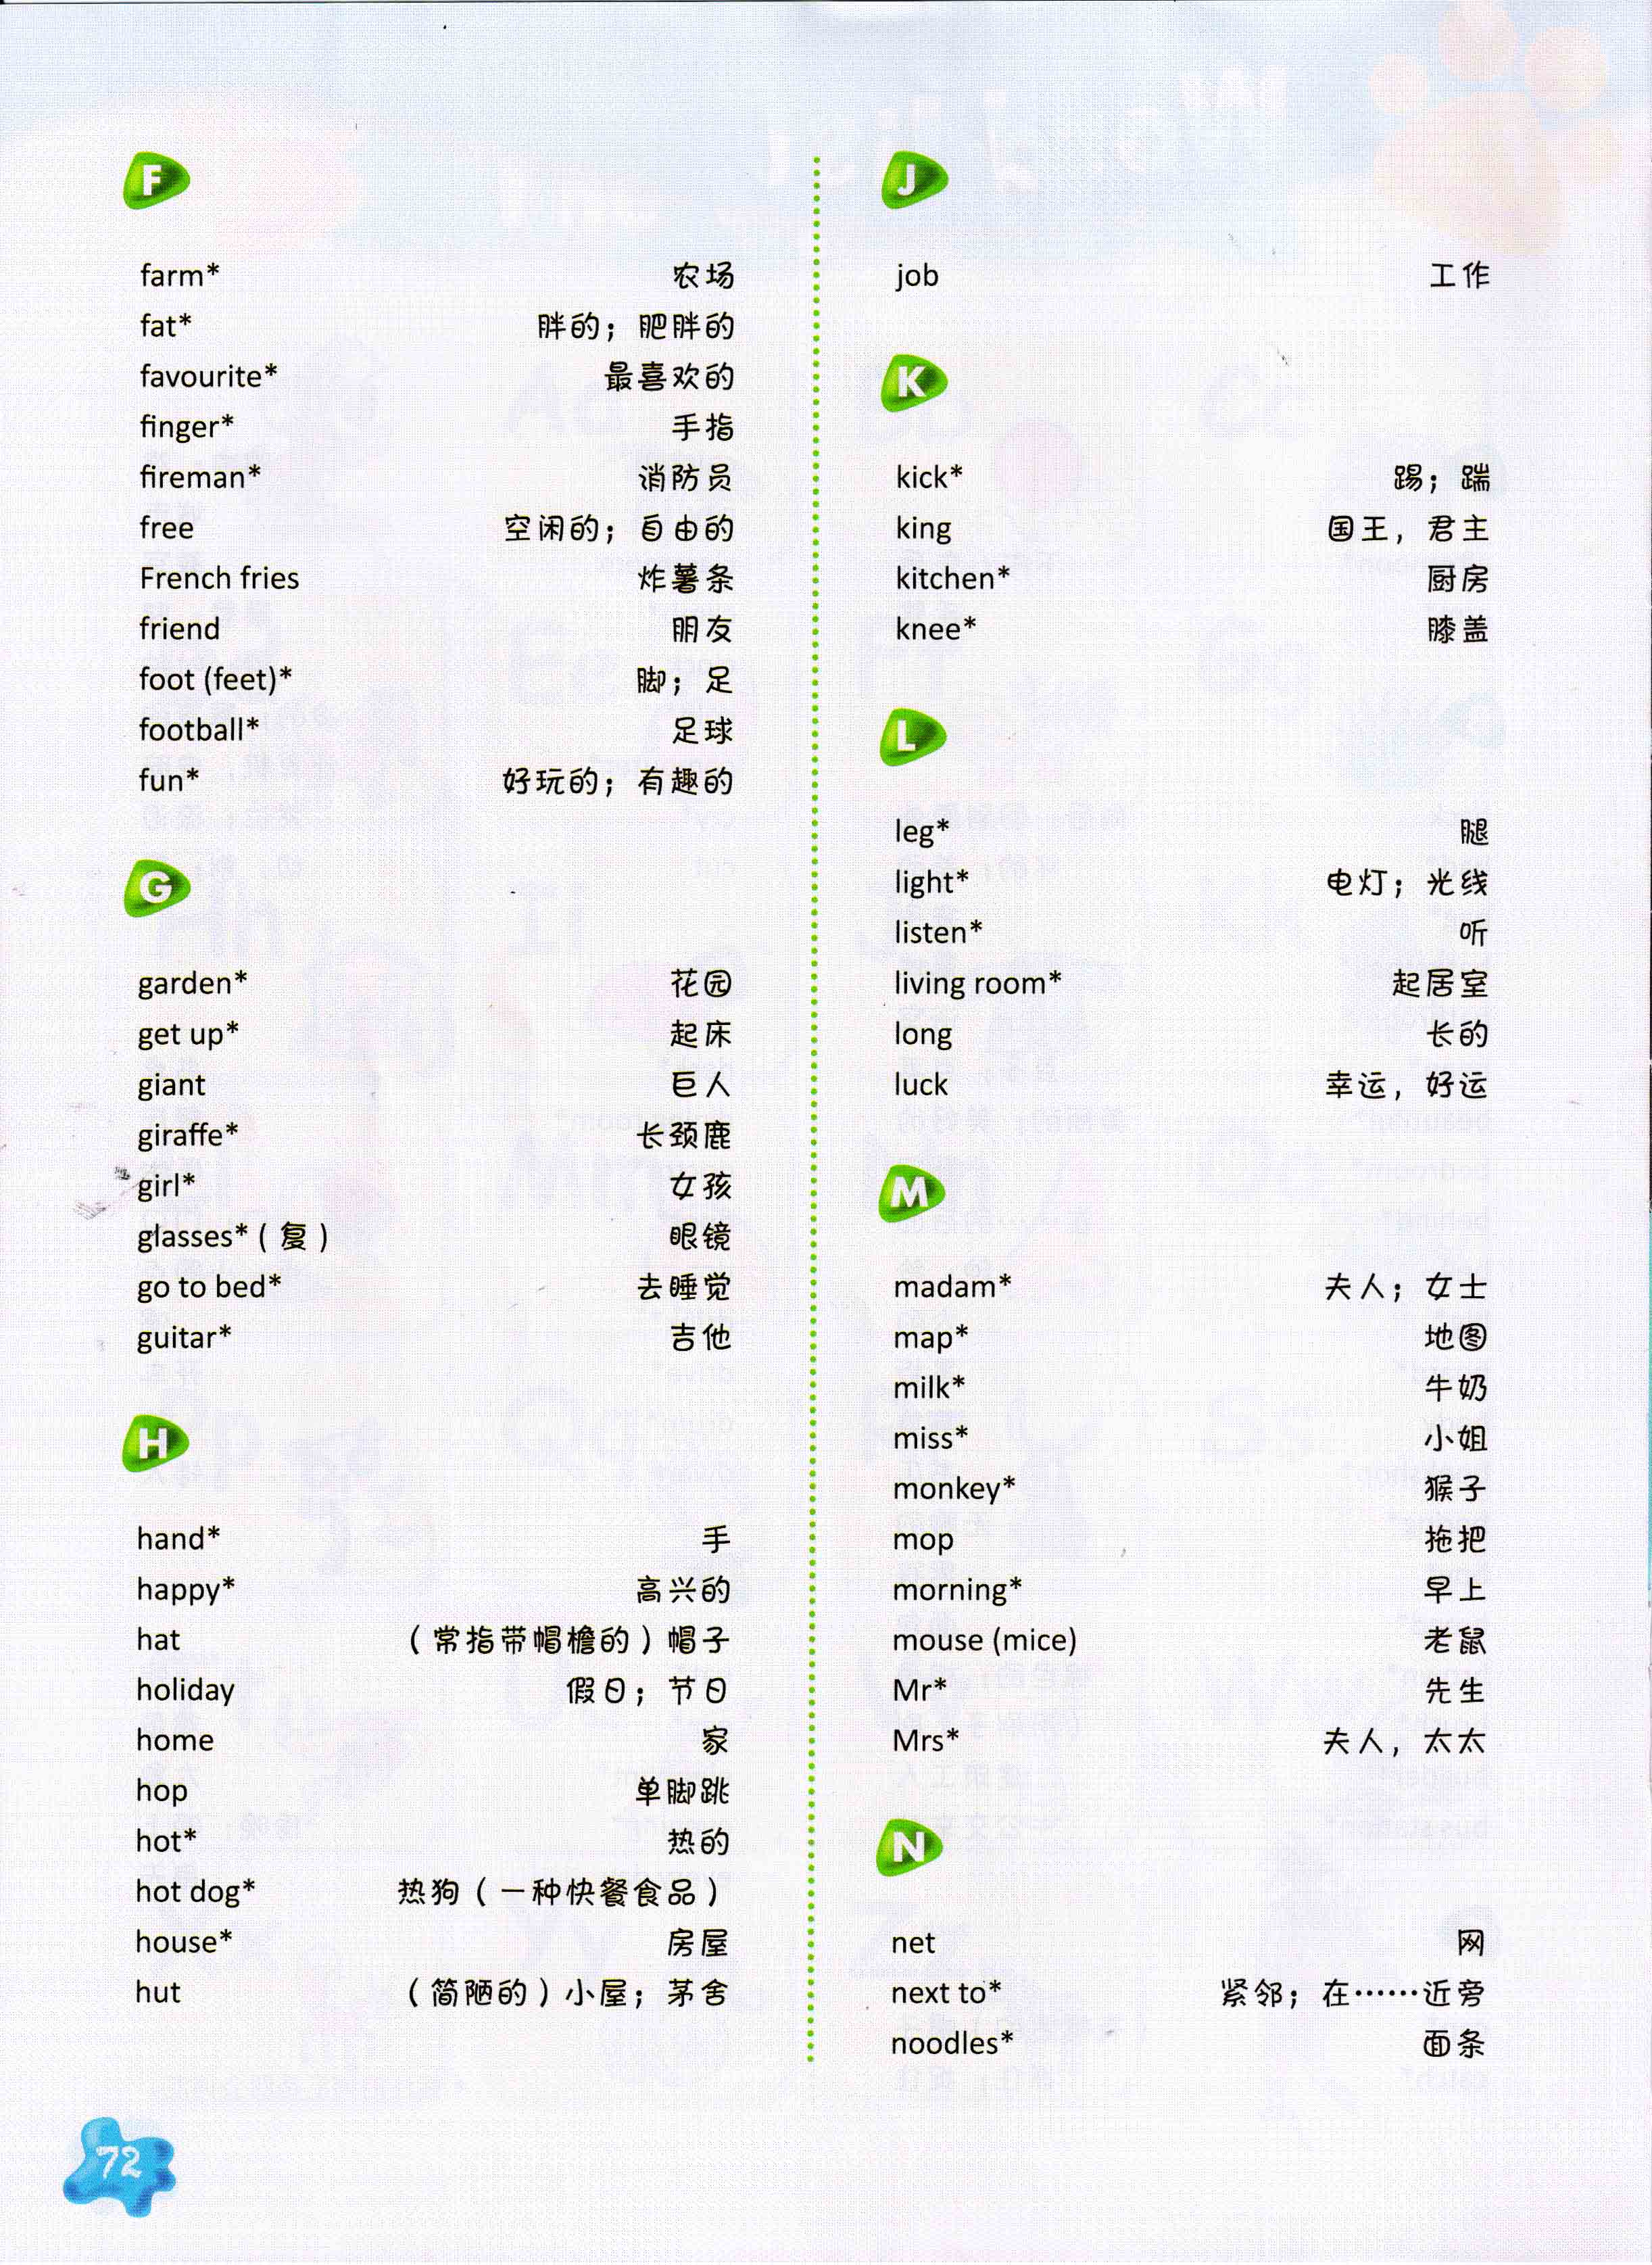 F
farm* 农场
fat* 胖的；肥胖的
favourite* 最喜欢的
finger* 手指
fireman* 消防员
free 空闲的；自由的
French fries 炸薯条
friend 朋友
foot (feet)* 脚；足
football* 足球
fun* 好玩的；有趣的
G
garden* 花园
get up* 起床
giant 巨人
giraffe* 长颈鹿
girl* 女孩
glasses*（复） 眼镜
go to bed* 去睡觉
guitar* 吉他
H
hand* 手
happy* 高兴的
hat （常指带帽檐的）帽子
holiday 假日；节日
home 家
hop 单脚跳
hot* 热的
hot dog* 热狗（一种快餐食品）
house* 房屋
hut （简陋的）小屋；茅舍
J
job 工作
K
kick* 踢；踹
king 国王，君主
kitchen* 厨房
knee* 膝盖
L
leg* 腿
light* 电灯；光线
listen* 听
living room* 起居室
long 长的
luck 幸运，好运
M
madam* 夫人；女士
map* 地图
milk* 牛奶
miss* 小姐
monkey* 猴子
mop 拖把
morning* 早上
mouse (mice) 老鼠
Mr* 先生
Mrs* 夫人，太太
N
net 网
next to* 紧邻；在……近旁
noodles* 面条
72